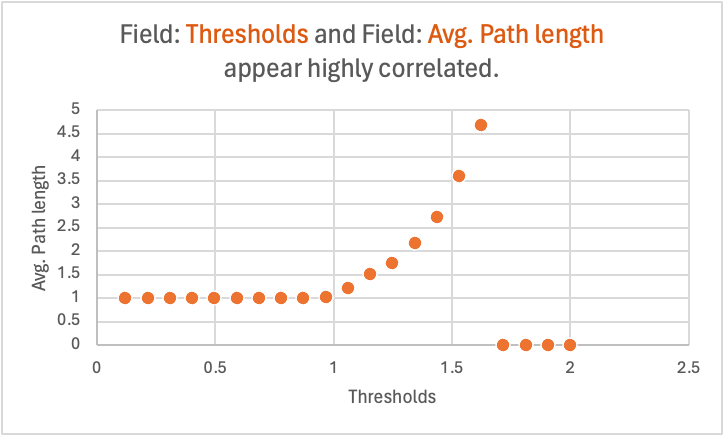 Field: Thresholds and Field: Avg. Path length
appear highly correlated.
5
4.5
4
3.5
3
2.5
2
1.5
1
0.5
0
Avg. Path length
0 0.5 1 1.5 2 2.5
Thresholds